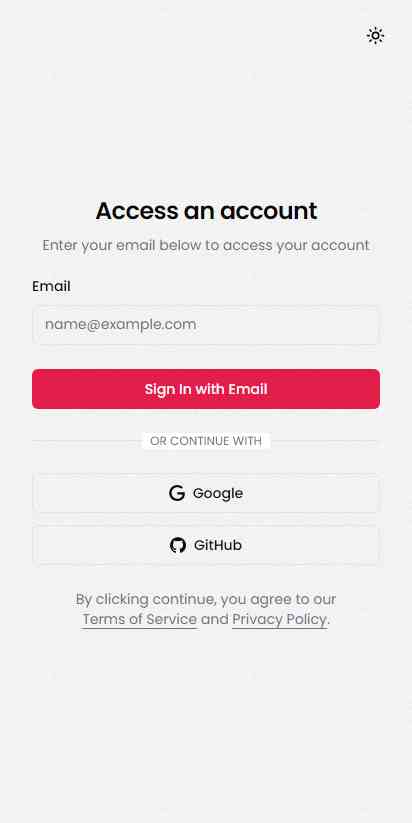 Access an account
Enter your email below to access your account
Email
name@example.com
Sign In with Email
OR CONTINUE WITH
Google
GitHub
By clicking continue, you agree to our
Terms of Service and Privacy Policy.